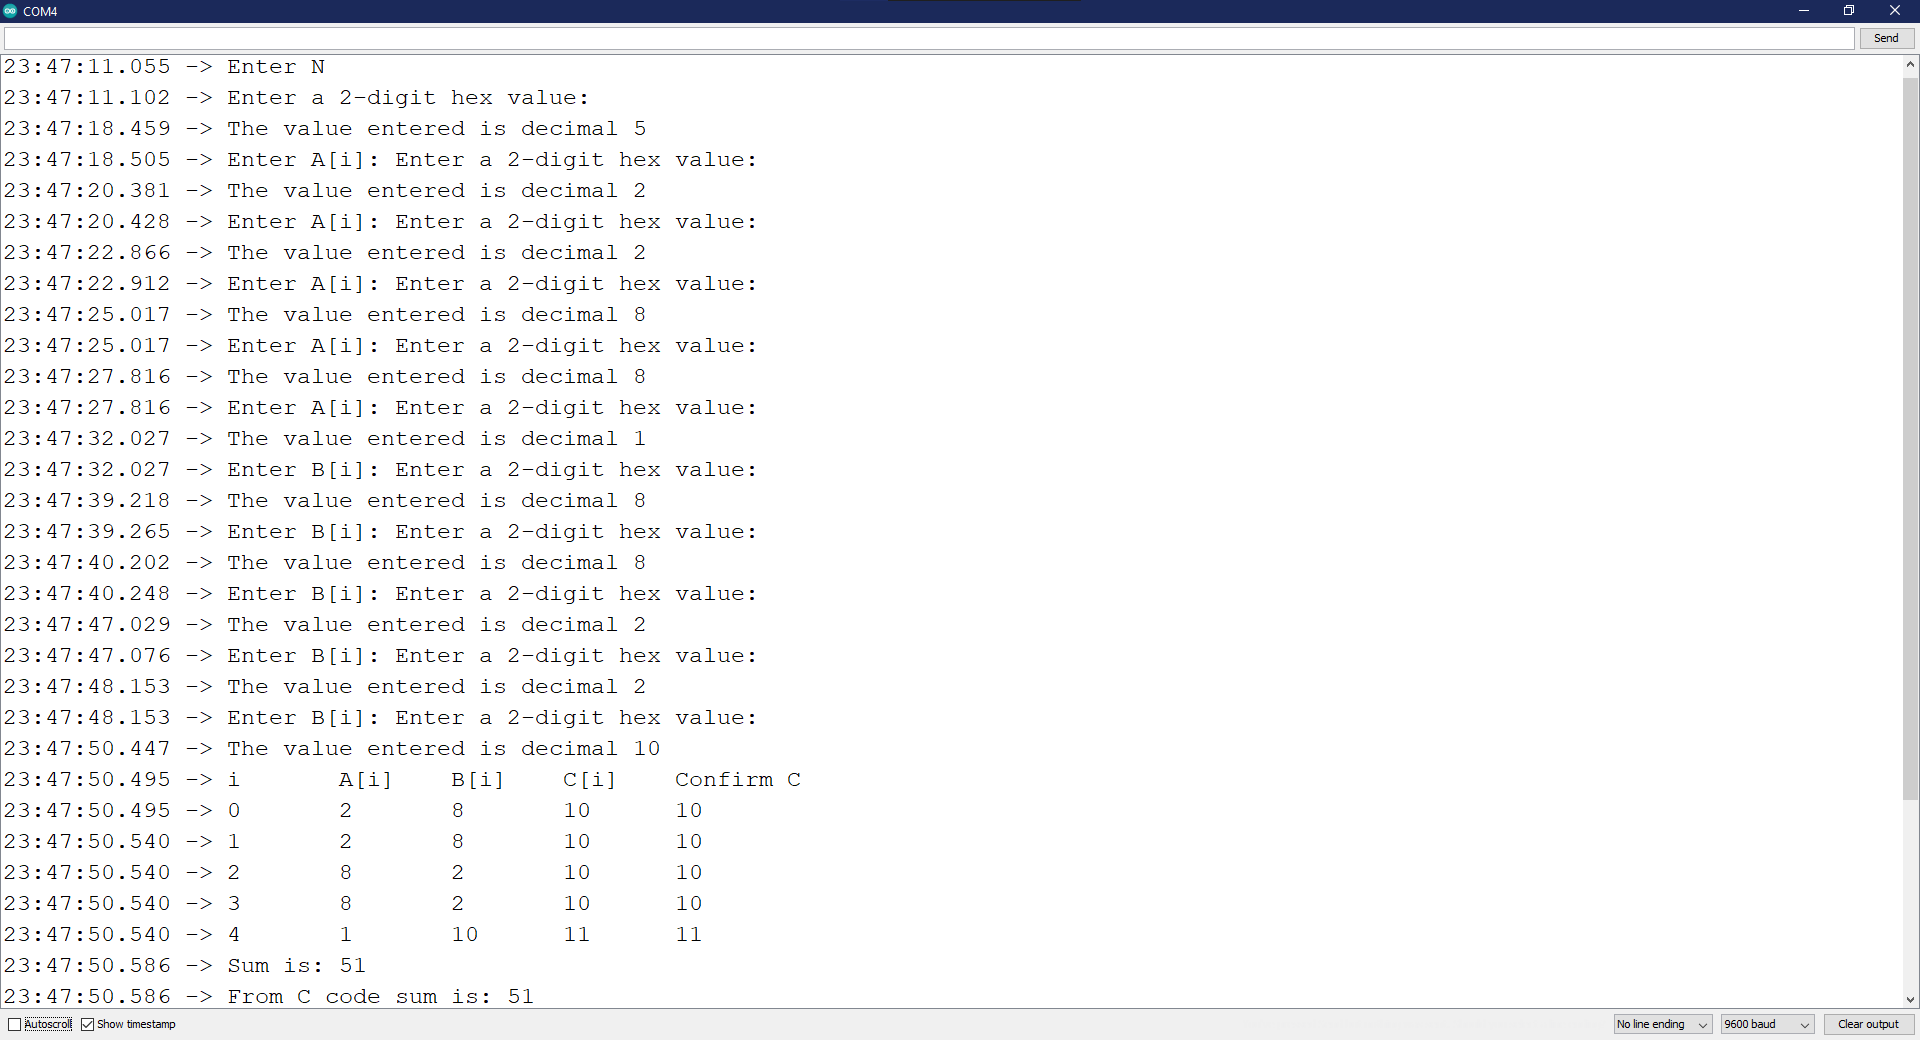 COM4
Send
23:47:11.055 -> Enter N
23:47:11.102 -> Enter a 2-digit hex value:
23:47:18.459 -> The value entered is decimal 5
23:47:18.505 -> Enter A[i]: Enter a 2-digit hex value:
23:47:20.381 -> The value entered is decimal 2
23:47:20.428 -> Enter A[i]: Enter a 2-digit hex value:
23:47:22.866 -> The value entered is decimal 2
23:47:22.912 -> Enter A[i]: Enter a 2-digit hex value:
23:47:25.017 -> The value entered is decimal 8
23:47:25.017 -> Enter A[i]: Enter a 2-digit hex value:
23:47:27.816 -> The value entered is decimal 8
23:47:27.816 -> Enter A[i]: Enter a 2-digit hex value:
23:47:32.027 -> The value entered is decimal 1
23:47:32.027 -> Enter B[i]: Enter a 2-digit hex value:
23:47:39.218 -> The value entered is decimal 8
23:47:39.265 -> Enter B[i]: Enter a 2-digit hex value:
23:47:40.202 -> The value entered is decimal 8
23:47:40.248 -> Enter B[i]: Enter a 2-digit hex value:
23:47:47.029 -> The value entered is decimal 2
23:47:47.076 -> Enter B[i]: Enter a 2-digit hex value:
23:47:48.153 -> The value entered is decimal 2
23:47:48.153 -> Enter B[i]: Enter a 2-digit hex value:
23:47:50.447 -> The value entered is decimal 10
23:47:50.495 -> i A[i] B[i] C[i] Confirm C
23:47:50.495 -> 0 2 8 10 10
23:47:50.540 -> 1 2 8 10 10
23:47:50.540 -> 2 8 2 10 10
23:47:50.540 -> 3 8 2 10 10
23:47:50.540 -> 4 1 10 11 11
23:47:50.586 -> Sum is: 51
23:47:50.586 -> From C code sum is: 51
Autoscroll Show timestamp No line ending 9600 baud Clear output